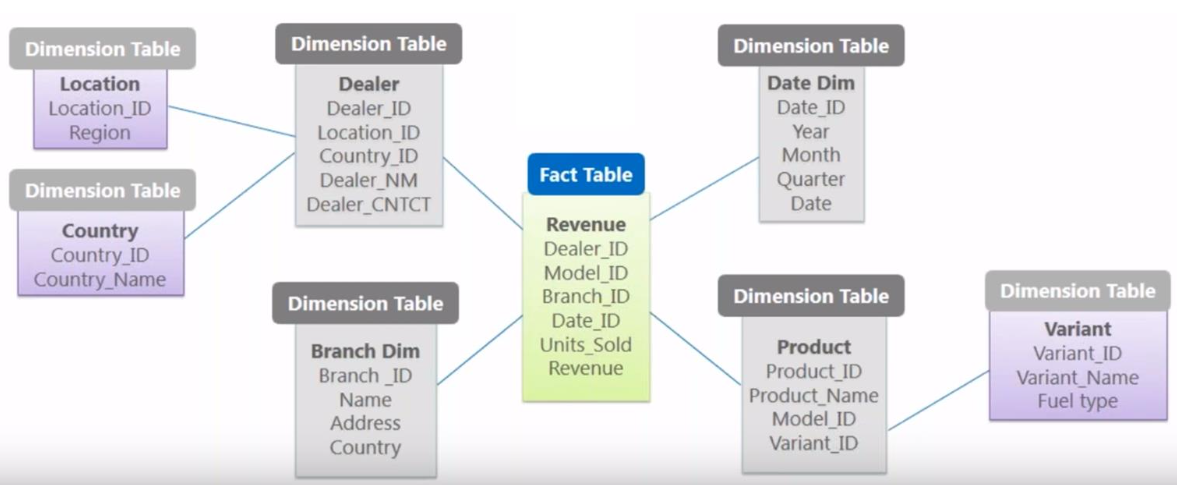 Dimension Table
Location
Location_ID
Region
Dimension Table
Country
Country_ID
Country_Name
Dimension Table
Dealer
Dealer_ID
Location_ID
Country_ID
Dealer_NM
Dealer_CNTCT
Dimension Table
Branch Dim
Branch _ID
Name
Address
Country
Fact Table
Revenue
Dealer_ID
Model_ID
Branch_ID
Date_ID
Units_Sold
Revenue
Dimension Table
Date Dim
Date_ID
Year
Month
Quarter
Date
Dimension Table
Product
Product_ID
Product_Name
Model_ID
Variant_ID
Dimension Table
Variant
Variant_ID
Variant_Name
Fuel type